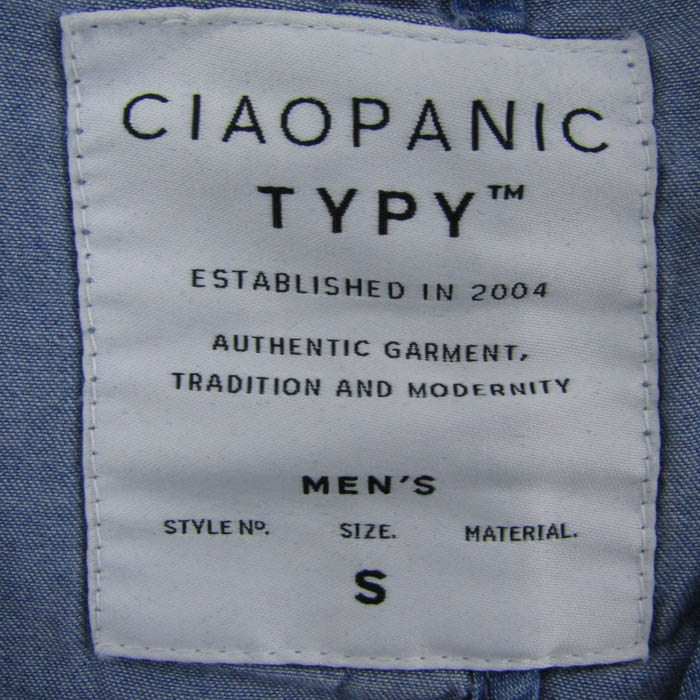 CIAOPANIC
TYPY™
ESTABLISHED IN 2004
AUTHENTIC GARMENT,
TRADITION AND MODERNITY
MEN'S
STYLE Nº. SIZE. MATERIAL.
S